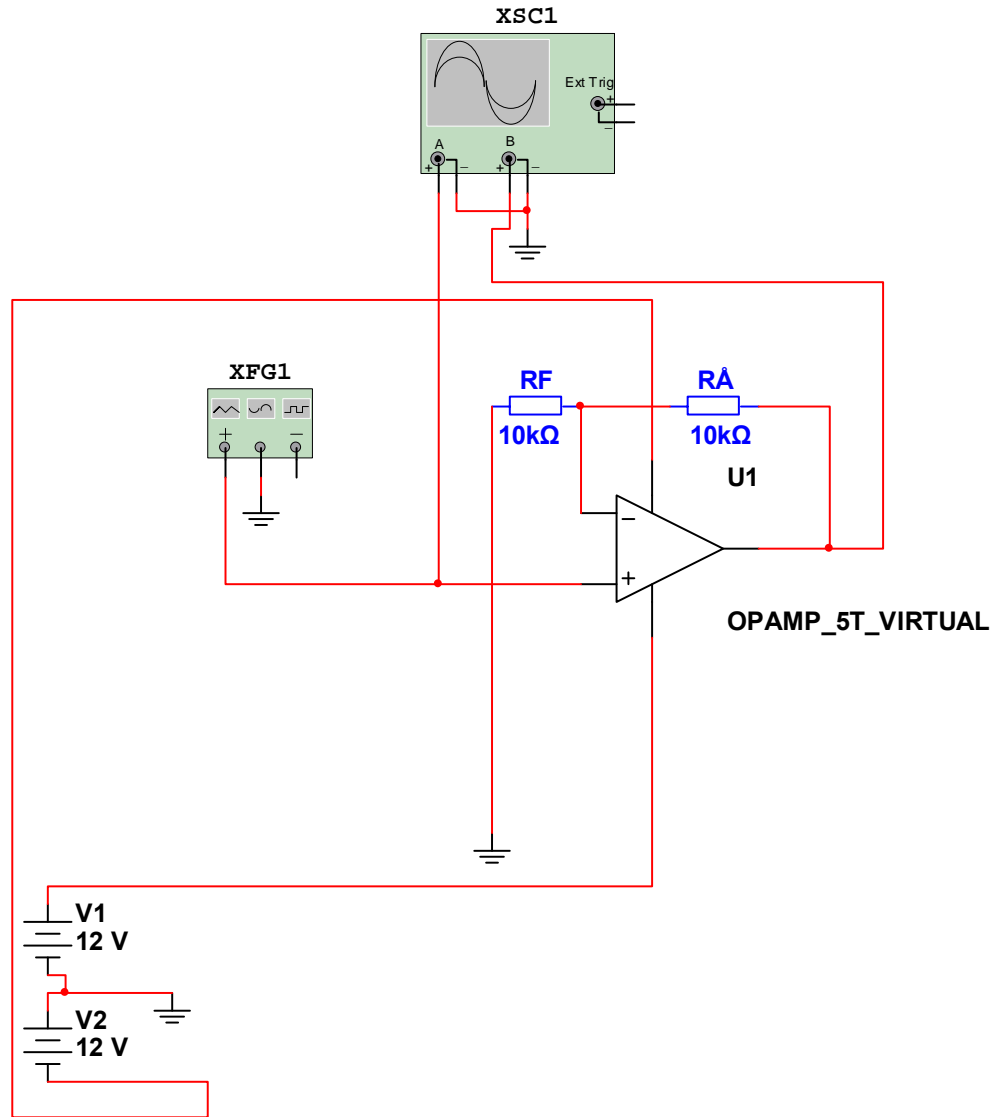 XSC1
Ext Trig
+
_
A
B
+
_
+
_
XFG1
+
−
RF
10kΩ
RÅ
10kΩ
U1
−
+
OPAMP_5T_VIRTUAL
V1
12 V
V2
12 V